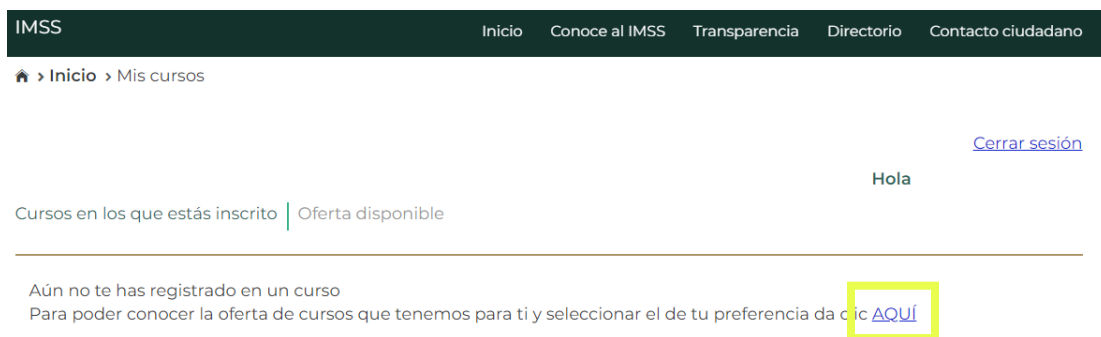 IMSS
Inicio Conoce al IMSS Transparencia Directorio Contacto ciudadano
> Inicio > Mis cursos
Cerrar sesión
Hola
Cursos en los que estás inscrito | Oferta disponible
Aún no te has registrado en un curso
Para poder conocer la oferta de cursos que tenemos para ti y seleccionar el de tu preferencia da clic AQUÍ